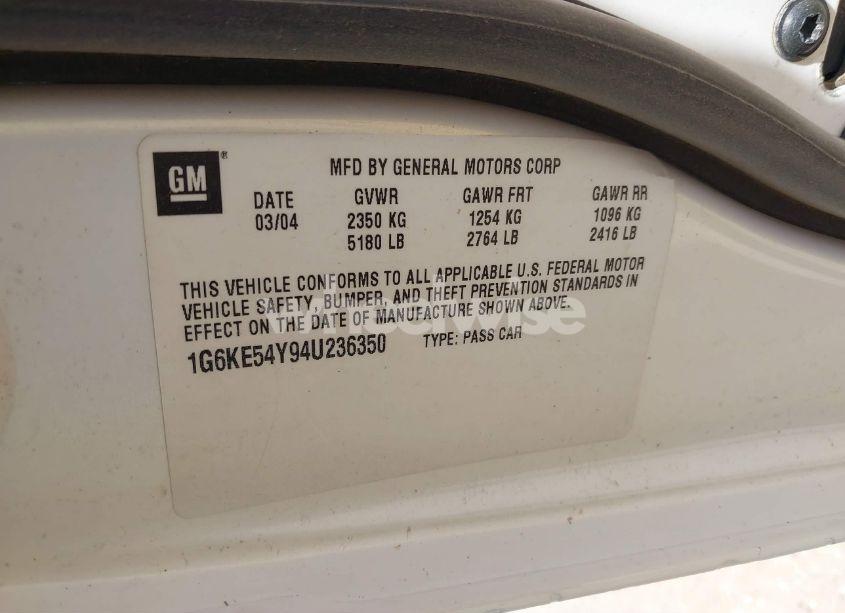 GM ®
MFD BY GENERAL MOTORS CORP
DATE GVWR GAWR FRT GAWR RR
03/04 2350 KG 1254 KG 1096 KG
5180 LB 2764 LB 2416 LB
THIS VEHICLE CONFORMS TO ALL APPLICABLE U.S. FEDERAL MOTOR
VEHICLE SAFETY, BUMPER, AND THEFT PREVENTION STANDARDS IN
EFFECT ON THE DATE OF MANUFACTURE SHOWN ABOVE.
1G6KE54Y94U236350 TYPE: PASS CAR